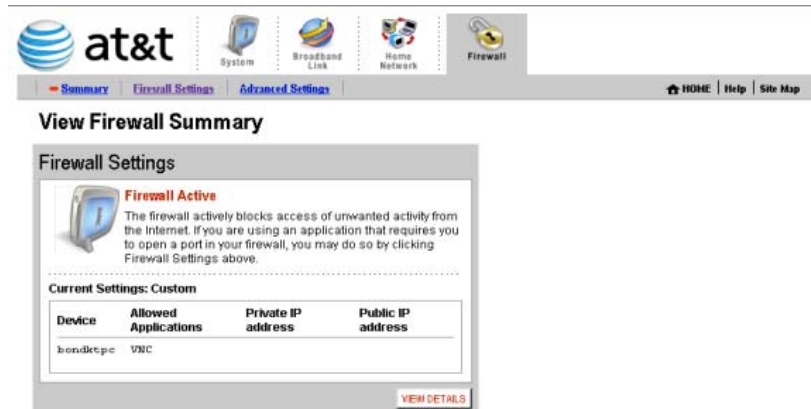 at&t
System
Broadband Link
Home Network
Firewall
Summary
Firewall Settings
Advanced Settings
HOME | Help | Site Map
View Firewall Summary
Firewall Settings
Firewall Active
The firewall actively blocks access of unwanted activity from
the Internet. If you are using an application that requires you
to open a port in your firewall, you may do so by clicking
Firewall Settings above.
Current Settings: Custom
Device Allowed Applications Private IP address Public IP address
bondktpc VNC
VIEW DETAILS